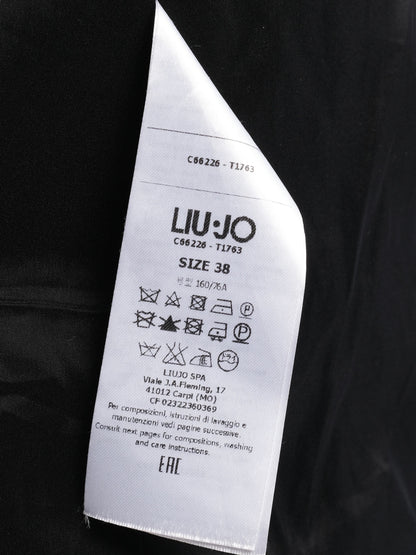 C66226 - T1763
LIU·JO
C66226 - T1763
SIZE 38
160/76A
LIUJO SPA
Viale J.A.Fleming, 17
41012 Carpi (MO)
CF 02322360369
Per composizioni, istruzioni di lavaggio e
manutenzioni vedi pagine successive.
Consult next pages for compositions, washing
and care instructions.
EAC